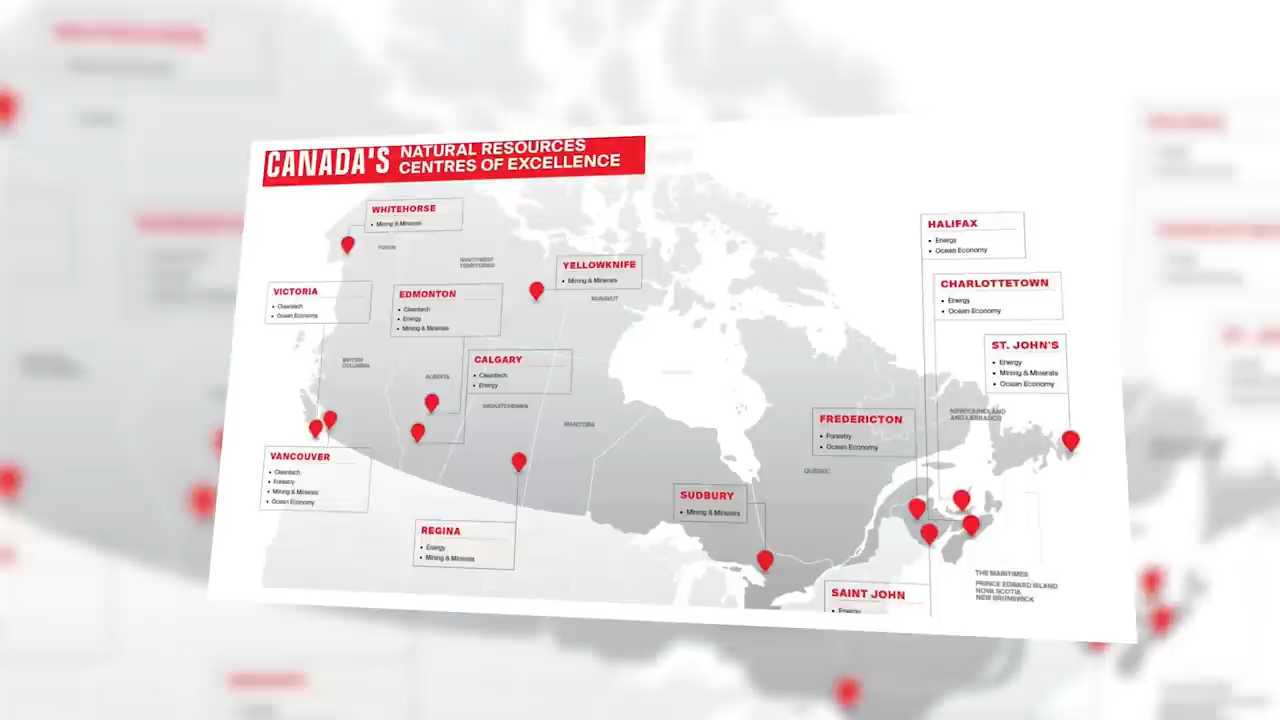 CANADA'S NATURAL RESOURCES
CENTRES OF EXCELLENCE
WHITEHORSE
• Mining & Minerals
YUKON
NORTHWEST
TERRITORIES
YELLOWKNIFE
• Mining & Minerals
NUNAVUT
VICTORIA
• Cleantech
• Ocean Economy
EDMONTON
• Cleantech
• Energy
• Mining & Minerals
BRITISH
COLUMBIA
ALBERTA
CALGARY
• Cleantech
• Energy
SASKATCHEWAN
MANITOBA
VANCOUVER
• Cleantech
• Forestry
• Mining & Minerals
• Ocean Economy
REGINA
• Energy
• Mining & Minerals
SUDBURY
• Mining & Minerals
QUÉBEC
FREDERICTON
• Forestry
• Ocean Economy
HALIFAX
• Energy
• Ocean Economy
CHARLOTTETOWN
• Energy
• Ocean Economy
ST. JOHN'S
• Energy
• Mining & Minerals
• Ocean Economy
NEWFOUNDLAND
AND LABRADOR
SAINT JOHN
• Energy
THE MARITIMES
PRINCE EDWARD ISLAND
NOVA SCOTIA
NEW BRUNSWICK